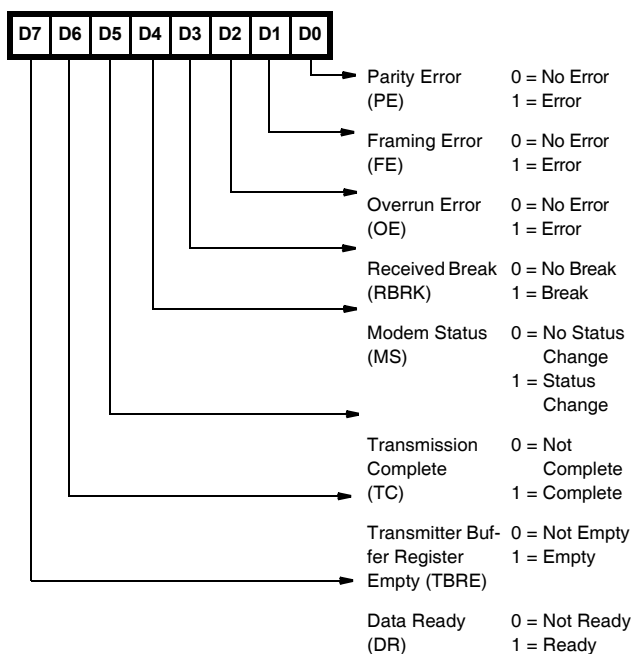 D7 D6 D5 D4 D3 D2 D1 D0
Parity Error 0 = No Error
(PE) 1 = Error
Framing Error 0 = No Error
(FE) 1 = Error
Overrun Error 0 = No Error
(OE) 1 = Error
Received Break 0 = No Break
(RBRK) 1 = Break
Modem Status 0 = No Status
(MS) Change
1 = Status
Change
Transmission 0 = Not
Complete Complete
(TC) 1 = Complete
Transmitter Buf- 0 = Not Empty
fer Register 1 = Empty
Empty (TBRE)
Data Ready 0 = Not Ready
(DR) 1 = Ready